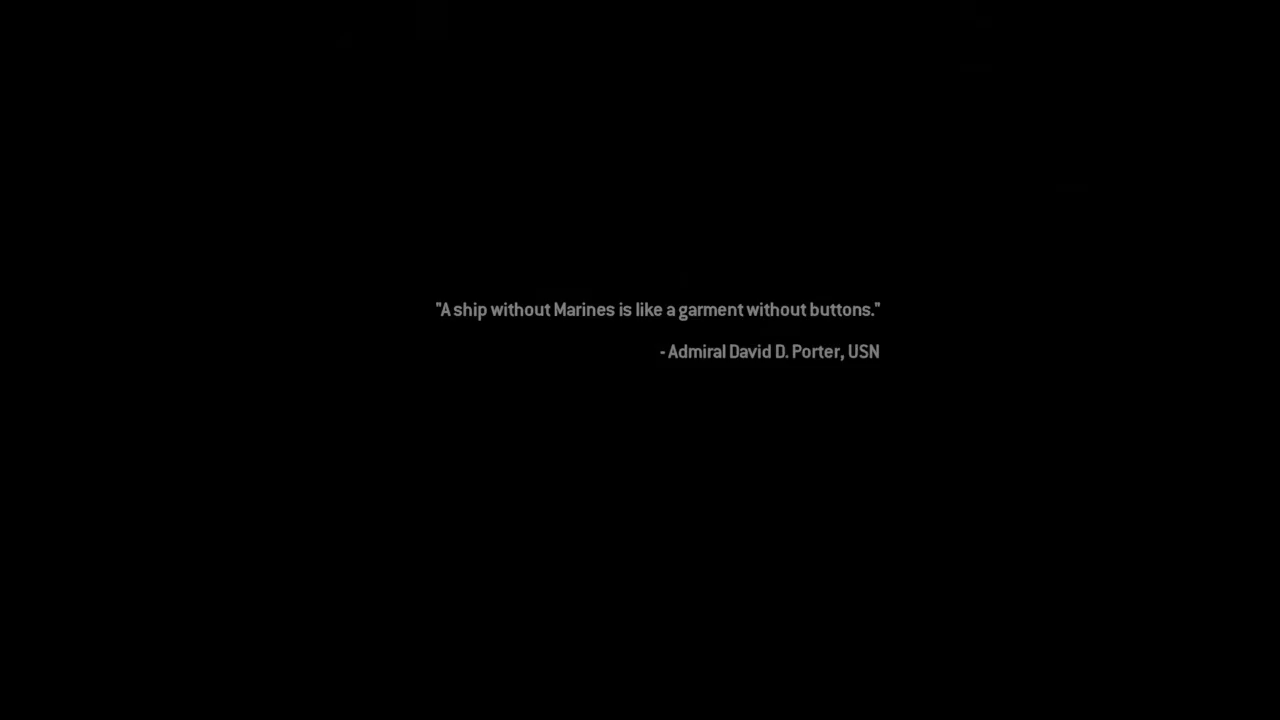 "A ship without Marines is like a garment without buttons."
- Admiral David D. Porter, USN